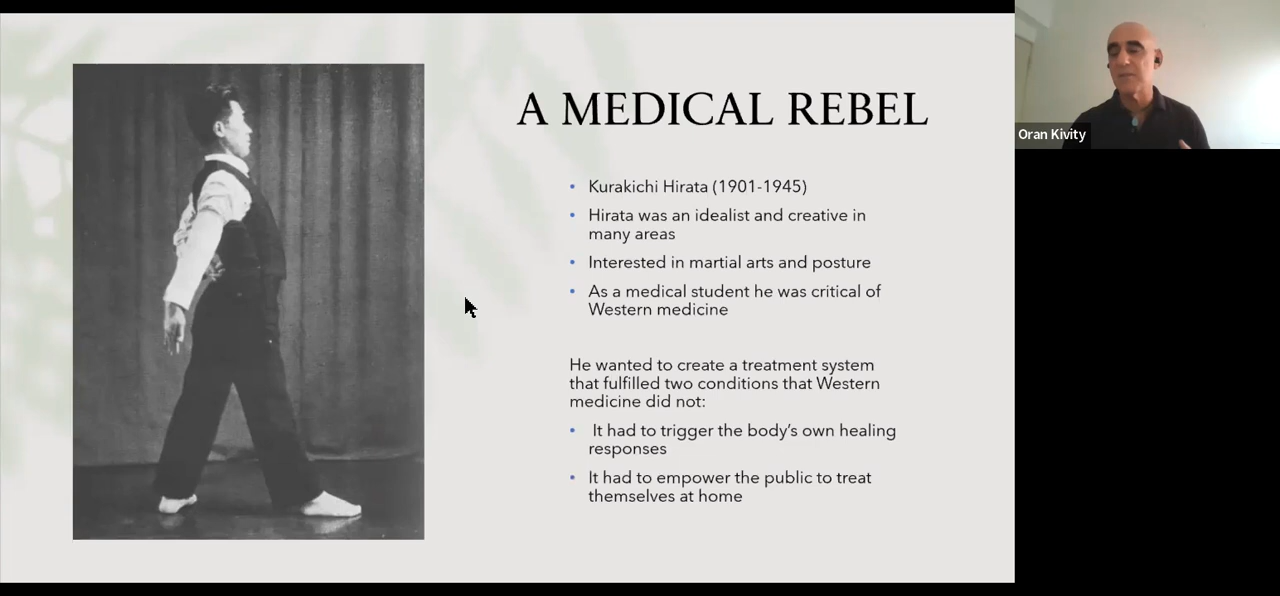 A MEDICAL REBEL
• Kurakichi Hirata (1901-1945)
• Hirata was an idealist and creative in
many areas
• Interested in martial arts and posture
• As a medical student he was critical of
Western medicine
He wanted to create a treatment system
that fulfilled two conditions that Western
medicine did not:
• It had to trigger the body’s own healing
responses
• It had to empower the public to treat
themselves at home
Oran Kivity